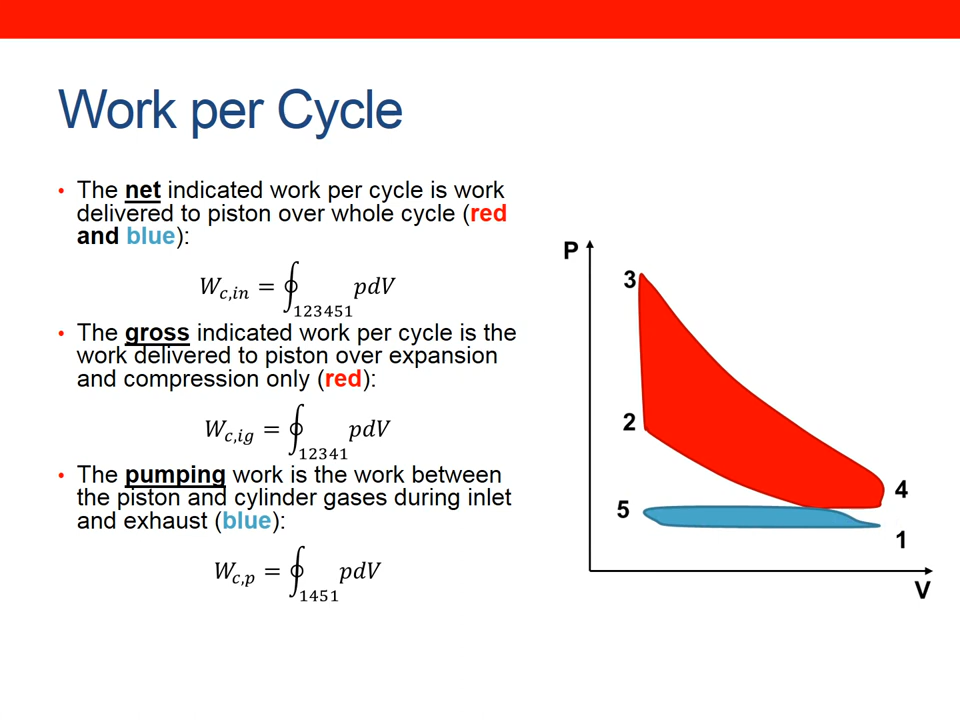 Work per Cycle
• The net indicated work per cycle is work
delivered to piston over whole cycle (red
and blue):
W_{c,in} = ∮_{123451} pdV
• The gross indicated work per cycle is the
work delivered to piston over expansion
and compression only (red):
W_{c,ig} = ∮_{12341} pdV
• The pumping work is the work between
the piston and cylinder gases during inlet
and exhaust (blue):
W_{c,p} = ∮_{1451} pdV
P
3
2
4
5
1
V